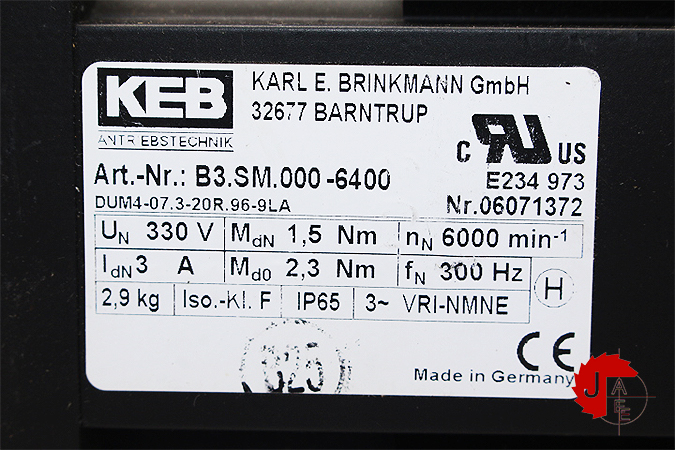 KEB
ANTRIEBSTECHNIK
KARL E. BRINKMANN GmbH
32677 BARNTRUP
C UR US
E234 973
Art.-Nr.: B3.SM.000-6400
Nr.06071372
DUM4-07.3-20R.96-9LA
UN 330 V MdN 1,5 Nm nN 6000 min-1
IdN 3 A Md0 2,3 Nm fN 300 Hz
H
2,9 kg Iso.-Kl. F IP65 3~ VRI-NMNE
325
CE
Made in Germany
J A